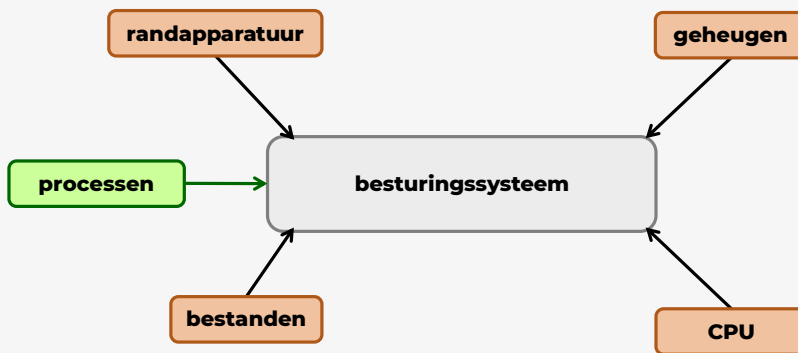 randapparatuur
geheugen
processen
besturingssysteem
bestanden
CPU